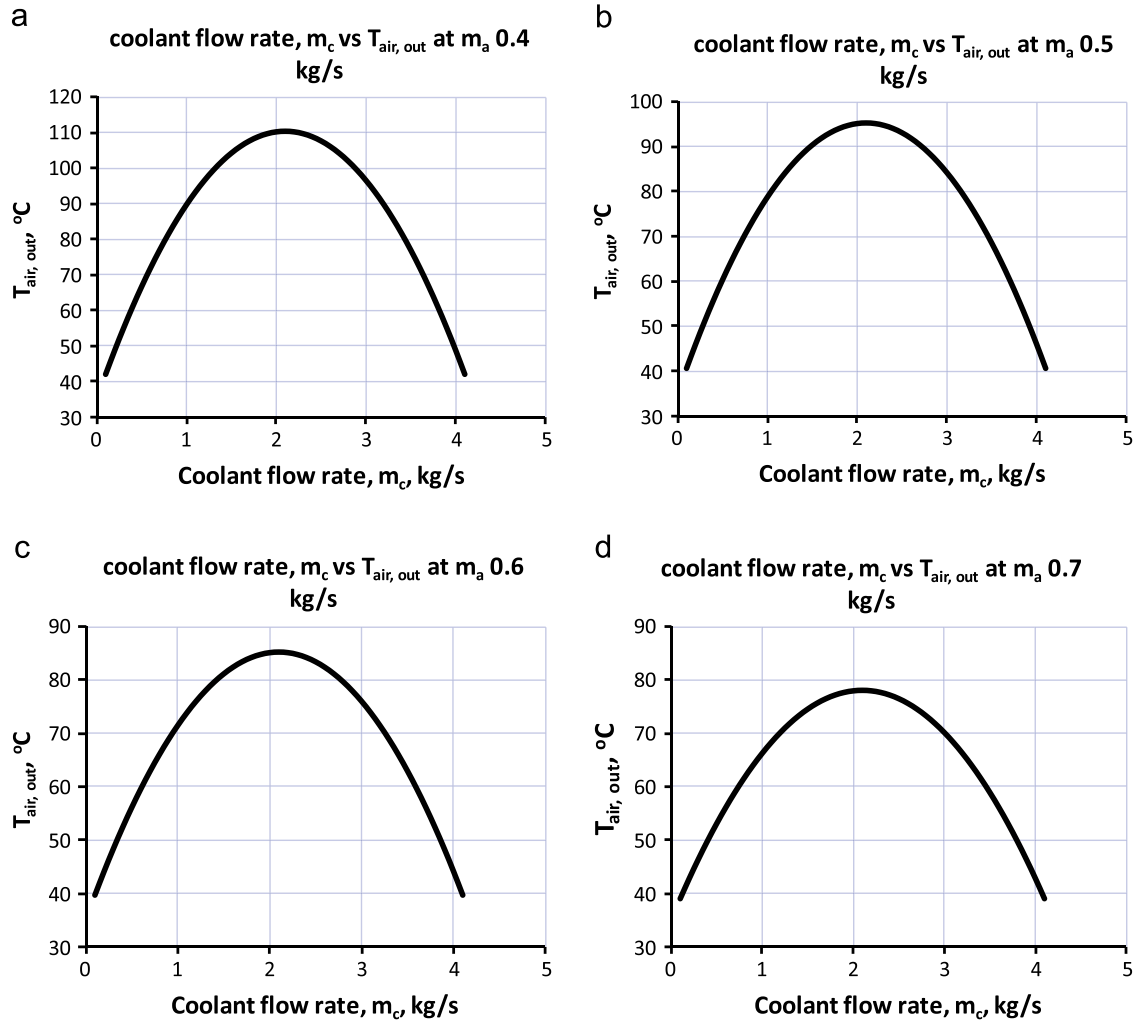 a
coolant flow rate, mc vs Tair, out at ma 0.4
kg/s
120
110
100
90
80
70
60
50
40
30
Tair, out, ºC
0 1 2 3 4 5
Coolant flow rate, mc, kg/s
b
coolant flow rate, mc vs Tair, out at ma 0.5
kg/s
100
90
80
70
60
50
40
30
Tair, out, ºC
0 1 2 3 4 5
Coolant flow rate, mc, kg/s
c
coolant flow rate, mc vs Tair, out at ma 0.6
kg/s
90
80
70
60
50
40
30
Tair, out, ºC
0 1 2 3 4 5
Coolant flow rate, mc, kg/s
d
coolant flow rate, mc vs Tair, out at ma 0.7
kg/s
90
80
70
60
50
40
30
Tair, out, ºC
0 1 2 3 4 5
Coolant flow rate, mc, kg/s